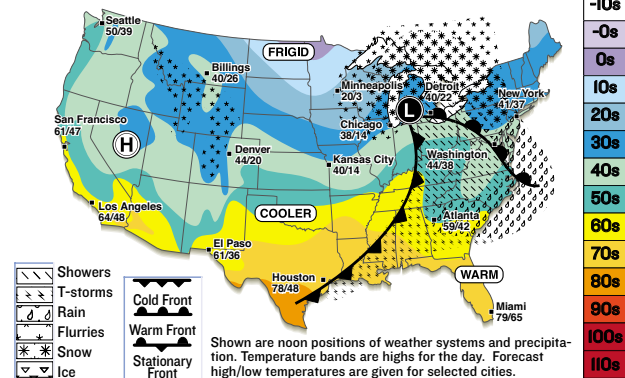 Seattle
50/39
FRIGID
Billings
40/26
Minneapolis
20/3
Detroit
40/22
L
New York
41/37
San Francisco
61/47
H
Chicago
38/14
Denver
44/20
Kansas City
40/14
Washington
44/38
Los Angeles
64/48
COOLER
Atlanta
59/42
El Paso
61/36
Houston
78/48
WARM
Miami
79/65
Showers
T-storms
Rain
Flurries
Snow
Ice
Cold Front
Warm Front
Stationary
Front
Shown are noon positions of weather systems and precipita-
tion. Temperature bands are highs for the day. Forecast
high/low temperatures are given for selected cities.
-10s
-0s
0s
10s
20s
30s
40s
50s
60s
70s
80s
90s
100s
110s